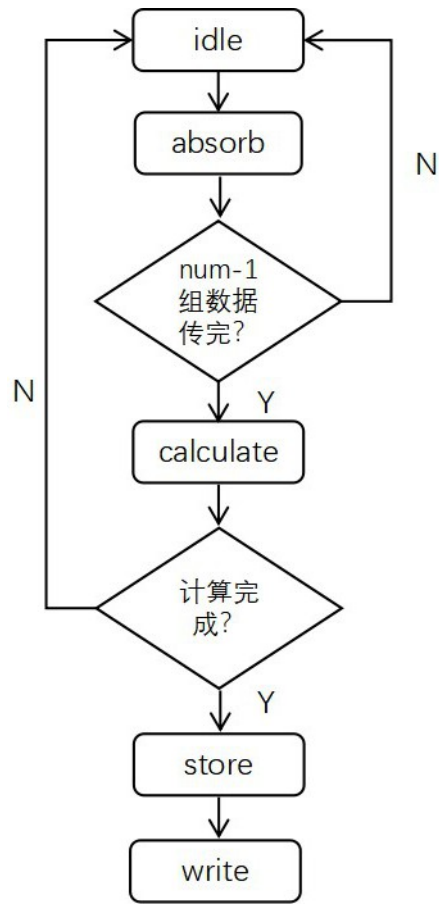 idle
absorb
N
num-1
组数据
传完?
N
Y
calculate
计算完
成?
Y
store
write